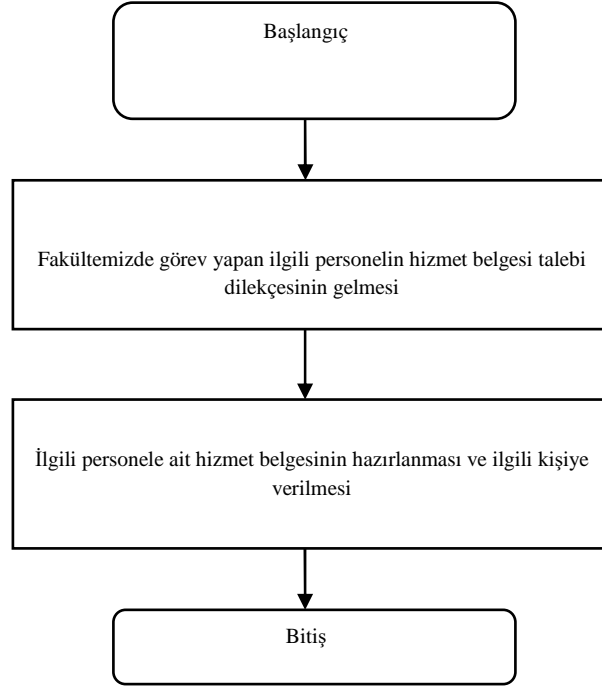 Başlangıç
Fakültemizde görev yapan ilgili personelin hizmet belgesi talebi
dilekçesinin gelmesi
İlgili personele ait hizmet belgesinin hazırlanması ve ilgili kişiye
verilmesi
Bitiş